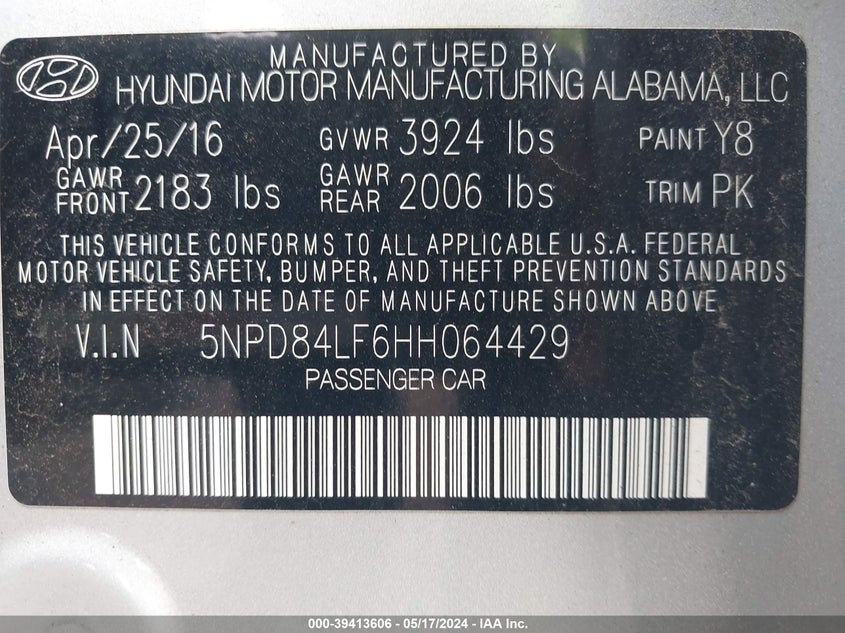 MANUFACTURED BY
HYUNDAI MOTOR MANUFACTURING ALABAMA, LLC
Apr/25/16 GVWR 3924 lbs PAINT Y8
GAWR FRONT 2183 lbs GAWR REAR 2006 lbs TRIM PK
THIS VEHICLE CONFORMS TO ALL APPLICABLE U.S.A. FEDERAL
MOTOR VEHICLE SAFETY, BUMPER, AND THEFT PREVENTION STANDARDS
IN EFFECT ON THE DATE OF MANUFACTURE SHOWN ABOVE
V.I.N 5NPD84LF6HH064429
PASSENGER CAR
000-39413606 - 05/17/2024 - IAA Inc.